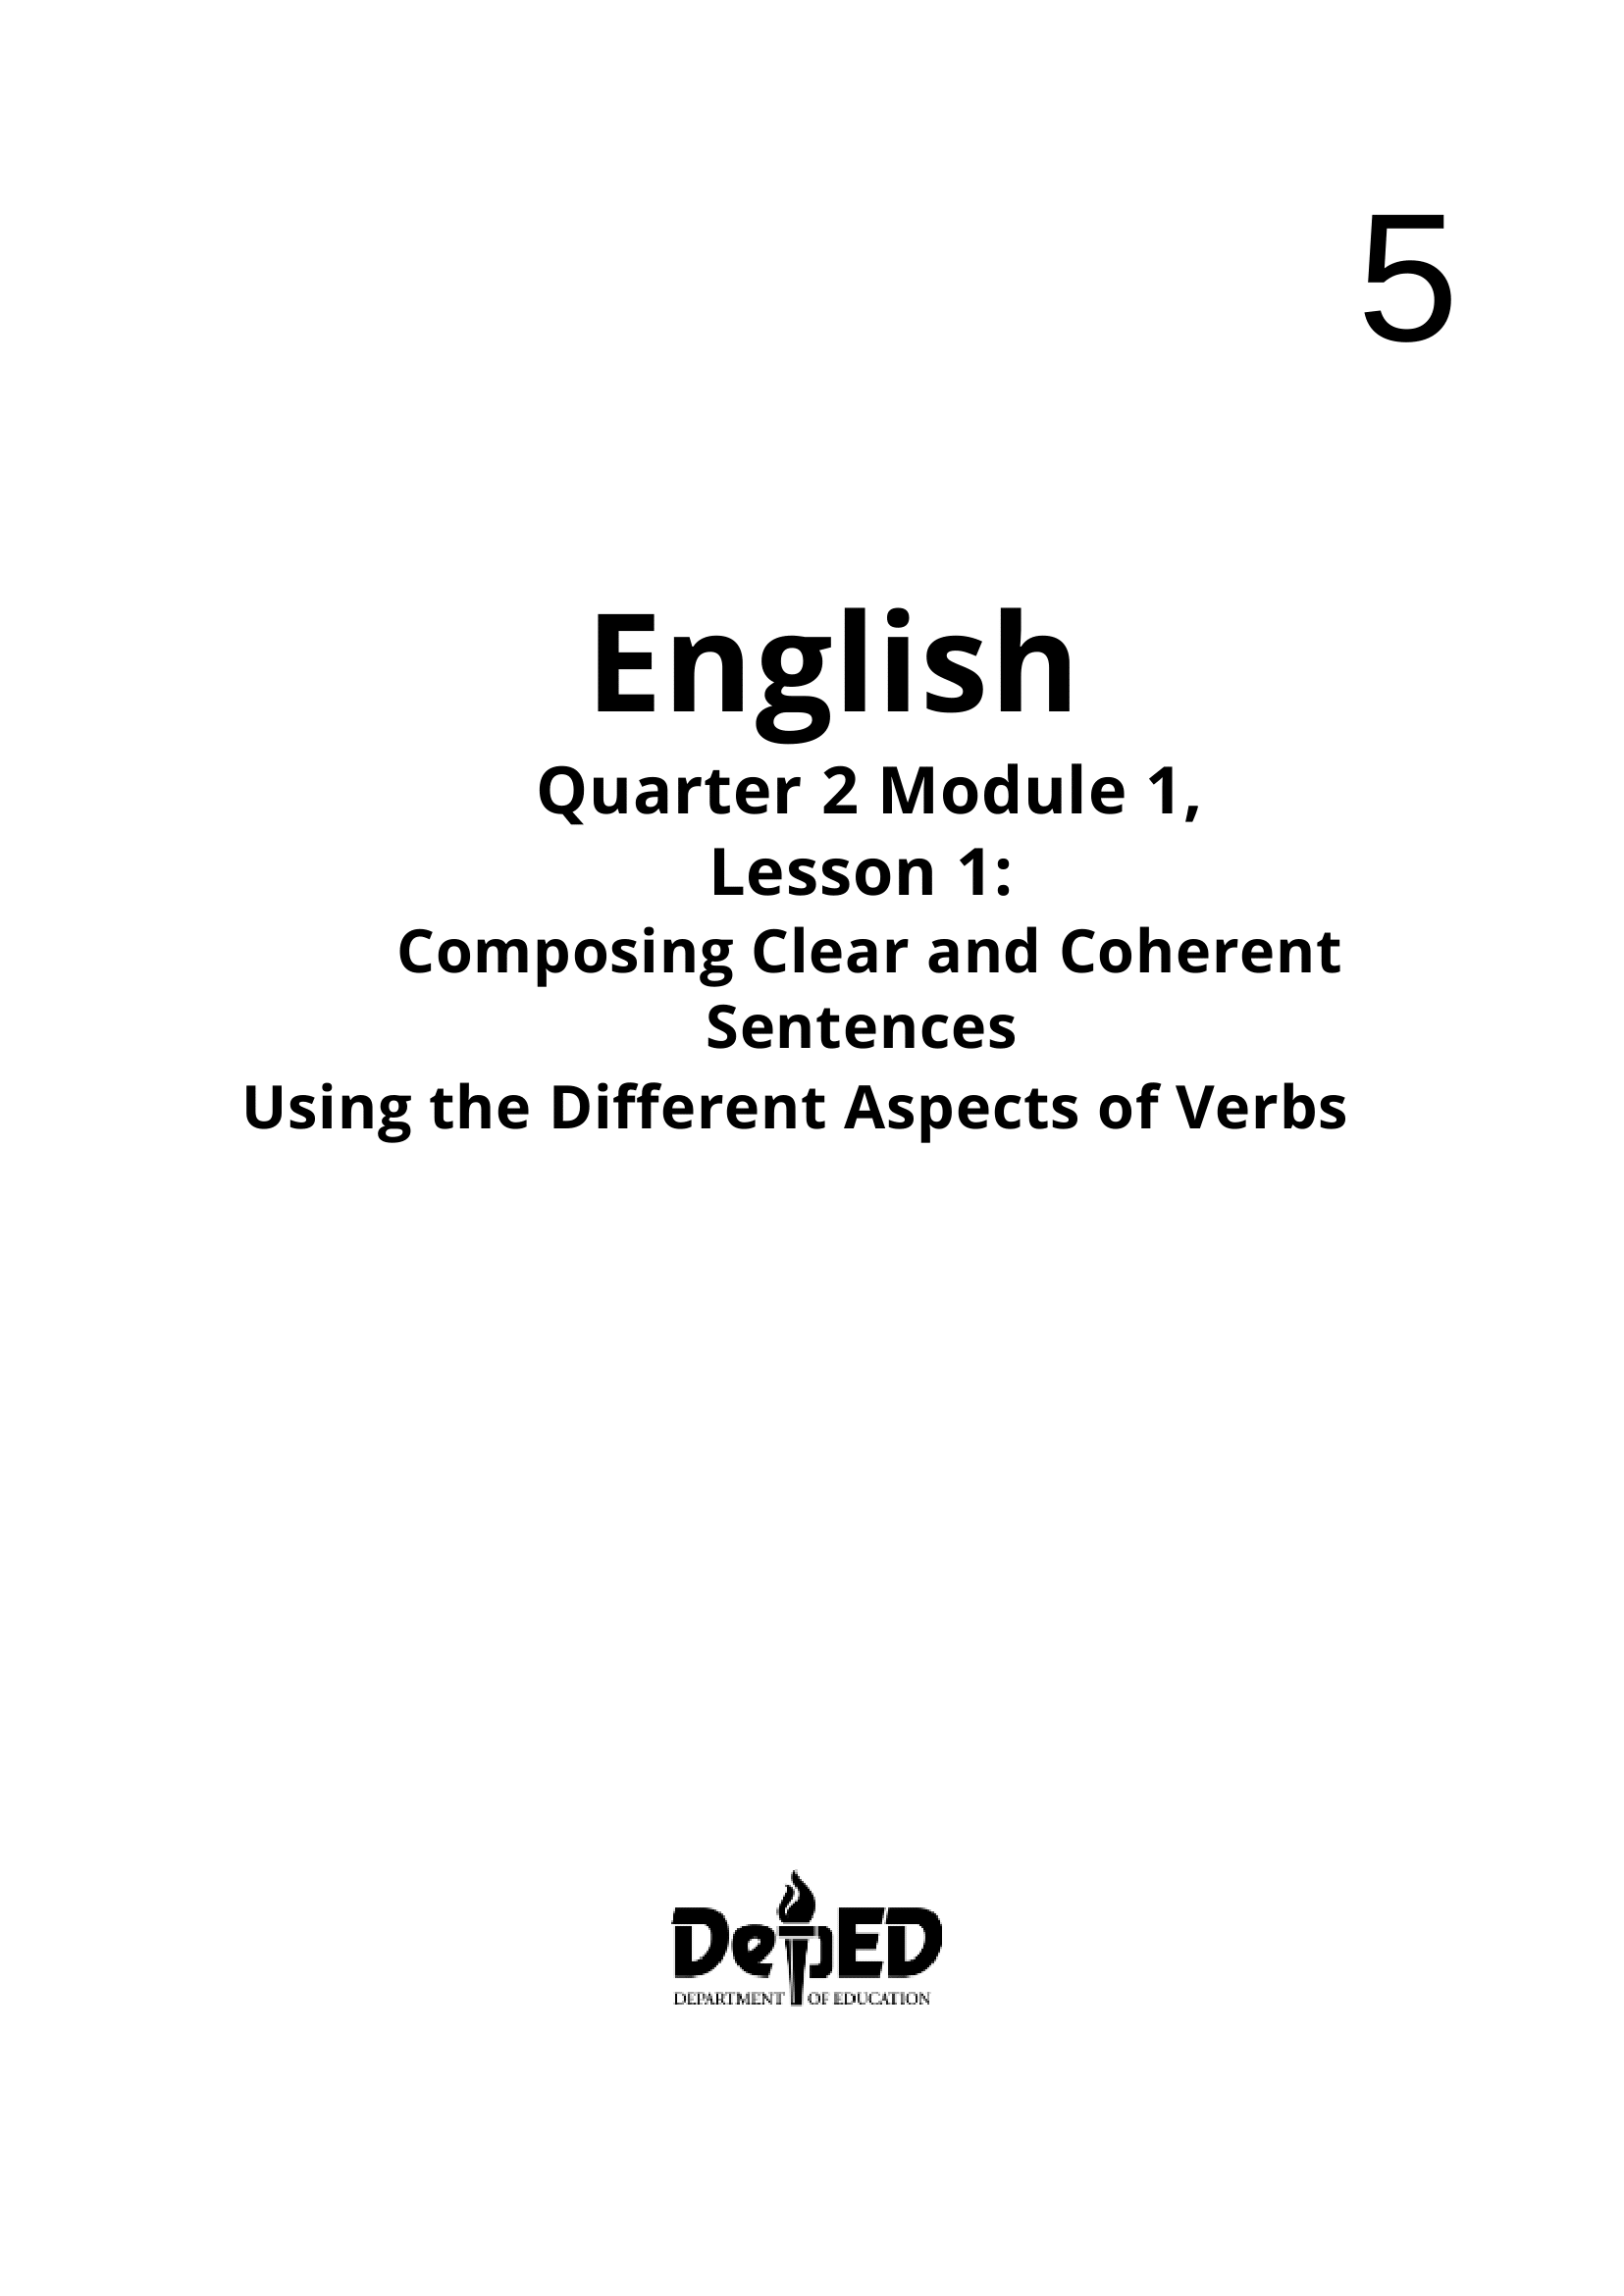 5
English
Quarter 2 Module 1,
Lesson 1:
Composing Clear and Coherent
Sentences
Using the Different Aspects of Verbs
DepED
DEPARTMENT OF EDUCATION